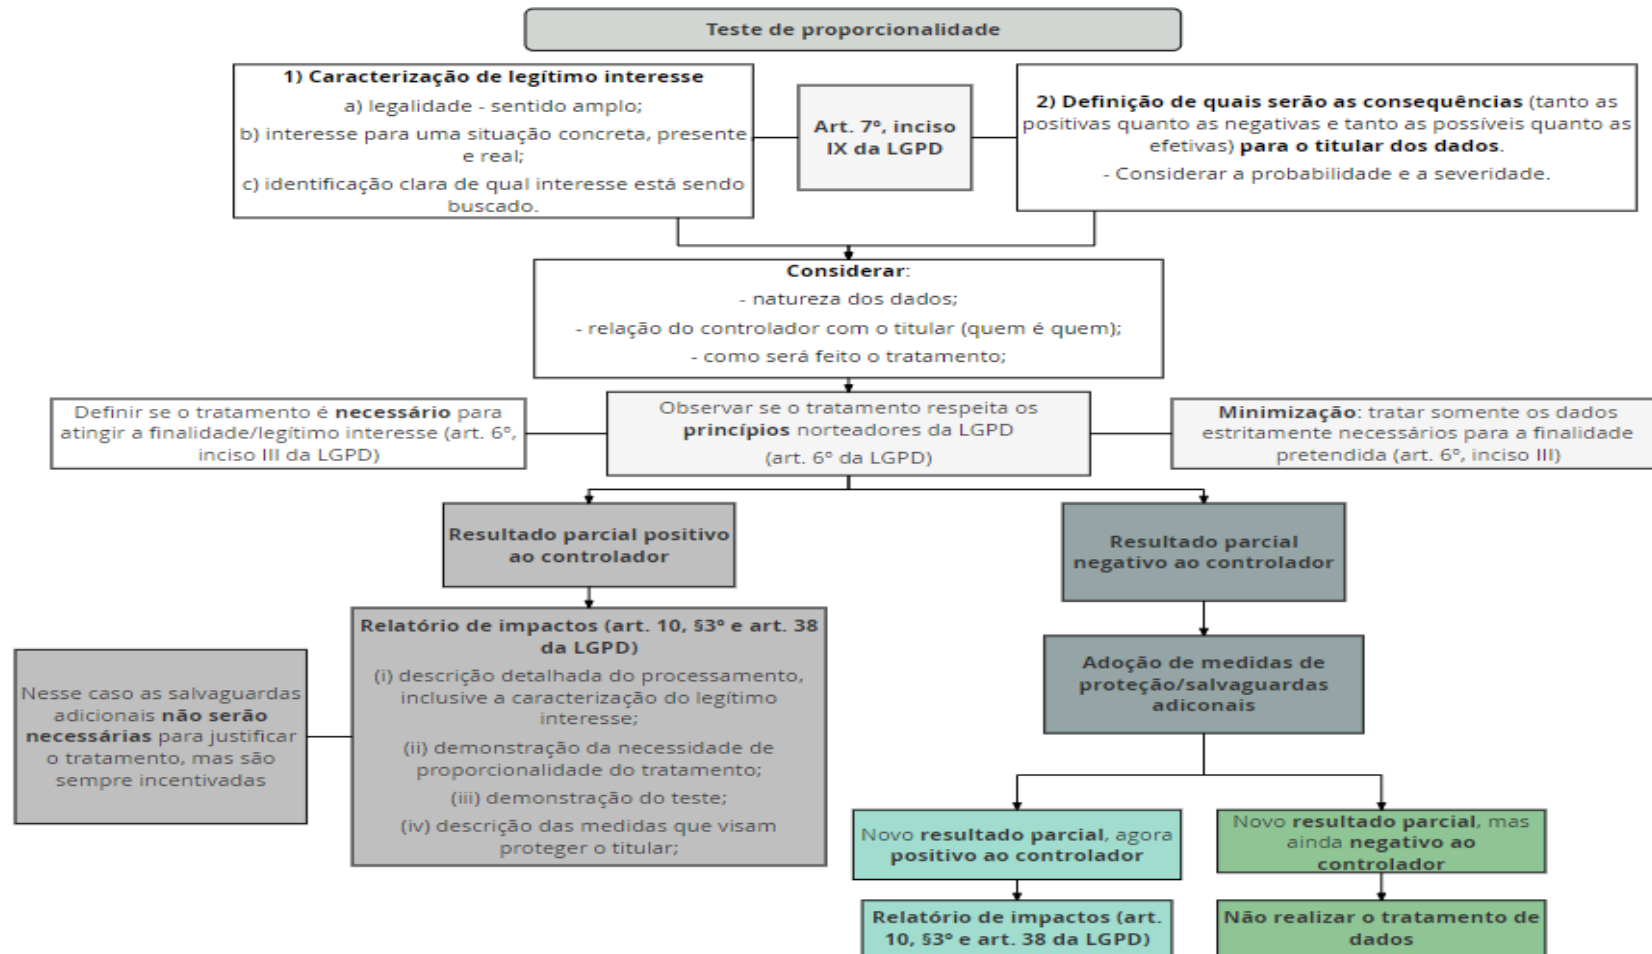 Teste de proporcionalidade
1) Caracterização de legítimo interesse
a) legalidade - sentido amplo;
b) interesse para uma situação concreta, presente
e real;
c) identificação clara de qual interesse está sendo
buscado.
Art. 7º, inciso
IX da LGPD
2) Definição de quais serão as consequências (tanto as
positivas quanto as negativas e tanto as possíveis quanto as
efetivas) para o titular dos dados.
- Considerar a probabilidade e a severidade.
Considerar:
- natureza dos dados;
- relação do controlador com o titular (quem é quem);
- como será feito o tratamento;
Definir se o tratamento é necessário para
atingir a finalidade/legítimo interesse (art. 6º,
inciso III da LGPD)
Observar se o tratamento respeita os
princípios norteadores da LGPD
(art. 6º da LGPD)
Minimização: tratar somente os dados
estritamente necessários para a finalidade
pretendida (art. 6º, inciso III)
Resultado parcial positivo
ao controlador
Resultado parcial
negativo ao controlador
Nesse caso as salvaguardas
adicionais não serão
necessárias para justificar
o tratamento, mas são
sempre incentivadas
Relatório de impactos (art. 10, §3º e art. 38
da LGPD)
(i) descrição detalhada do processamento,
inclusive a caracterização do legítimo
interesse;
(ii) demonstração da necessidade de
proporcionalidade do tratamento;
(iii) demonstração do teste;
(iv) descrição das medidas que visam
proteger o titular;
Adoção de medidas de
proteção/salvaguardas
adiconais
Novo resultado parcial, agora
positivo ao controlador
Novo resultado parcial, mas
ainda negativo ao
controlador
Relatório de impactos (art.
10, §3º e art. 38 da LGPD)
Não realizar o tratamento de
dados